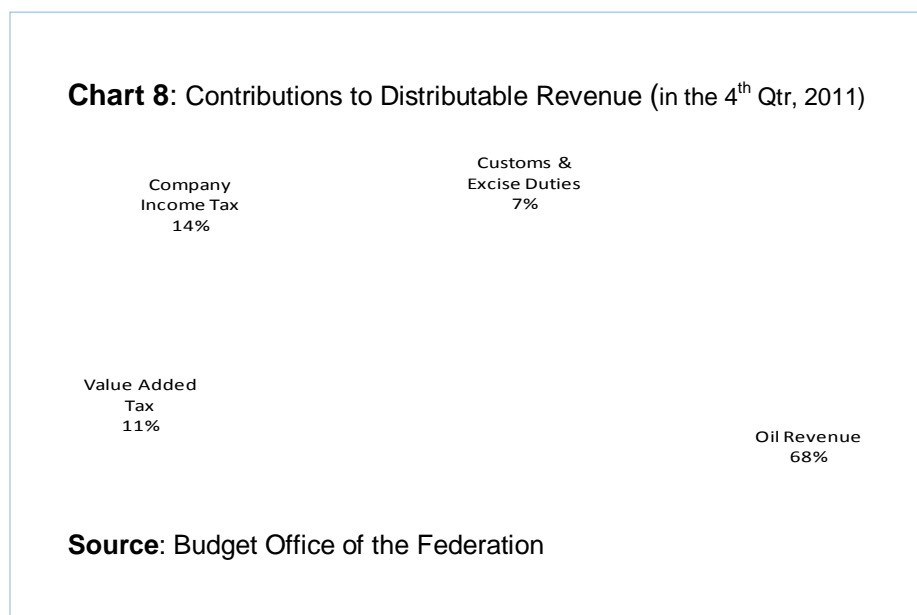 Chart 8: Contributions to Distributable Revenue (in the 4th Qtr, 2011)
Customs &
Excise Duties
7%
Company
Income Tax
14%
Value Added
Tax
11%
Oil Revenue
68%
Source: Budget Office of the Federation